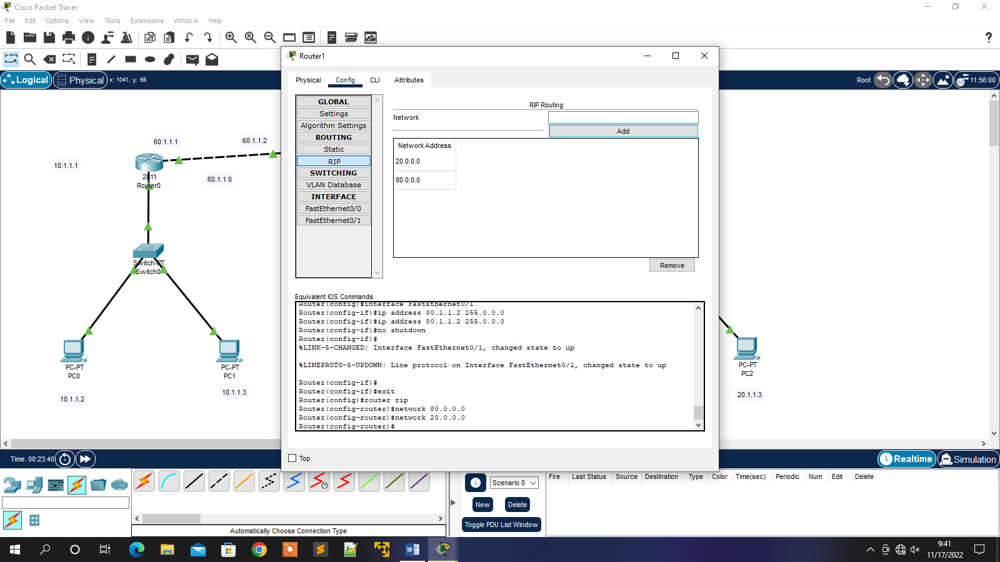 Cisco Packet Tracer
File Edit Options View Tools Extensions Window Help
?
Logical Physical x: 1041, y: 98
Root 11:56:00
Router1
Physical Config CLI Attributes
GLOBAL
Settings
Algorithm Settings
ROUTING
Static
RIP
SWITCHING
VLAN Database
INTERFACE
FastEthernet0/0
FastEthernet0/1
RIP Routing
Network
Add
Network Address
20.0.0.0
80.0.0.0
Remove
Equivalent IOS Commands
Router(config)#interface FastEthernet0/1
Router(config-if)#ip address 80.1.1.2 255.0.0.0
Router(config-if)#ip address 80.1.1.2 255.0.0.0
Router(config-if)#no shutdown
Router(config-if)#
%LINK-5-CHANGED: Interface FastEthernet0/1, changed state to up
%LINEPROTO-5-UPDOWN: Line protocol on Interface FastEthernet0/1, changed state to up
Router(config-if)#
Router(config-if)#exit
Router(config)#router rip
Router(config-router)#network 80.0.0.0
Router(config-router)#network 20.0.0.0
Router(config-router)#
Top
60.1.1.1
60.1.1.2
10.1.1.1
60.1.1.0
2811
Router0
Switch-PT
Switch0
PC-PT
PC0
10.1.1.2
PC-PT
PC1
10.1.1.3
PC-PT
PC2
20.1.1.3
Time: 00:23:40
Realtime Simulation
Automatically Choose Connection Type
Scenario 0
New Delete
Toggle PDU List Window
Fire Last Status Source Destination Type Color Time(sec) Periodic Num Edit Delete
9:41
11/17/2022